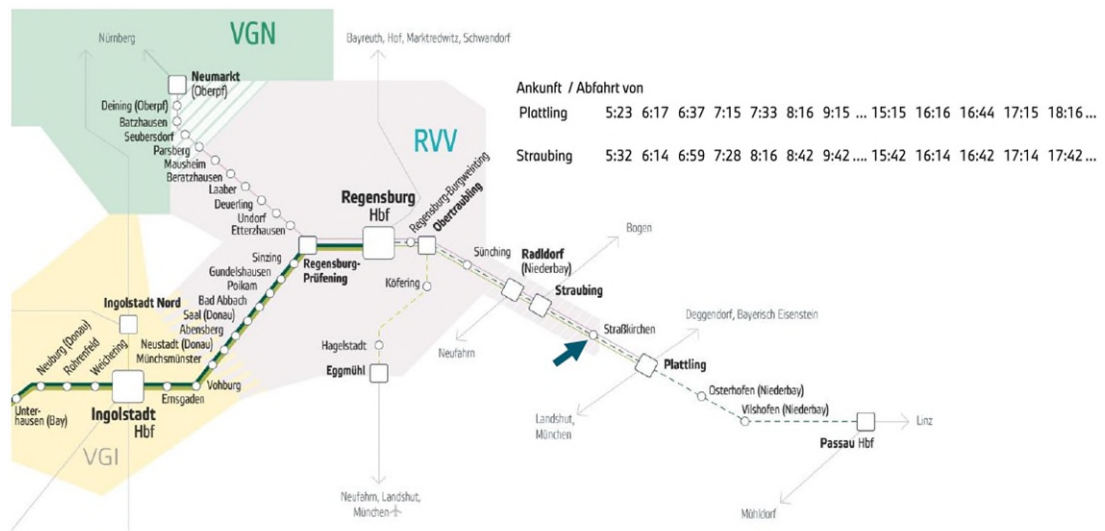 VGN
Nürnberg
Bayreuth, Hof, Marktredwitz, Schwandorf
Neumarkt
(Oberpf)
Deining (Oberpf)
Batzhausen
Seubersdorf
Parsberg
Mausheim
Beratzhausen
Laaber
Deuerling
Undorf
Etterzhausen
RVV
Ankunft / Abfahrt von
Plattling 5:23 6:17 6:37 7:15 7:33 8:16 9:15 ... 15:15 16:16 16:44 17:15 18:16 ...
Straubing 5:32 6:14 6:59 7:28 8:16 8:42 9:42 .... 15:42 16:14 16:42 17:14 17:42 ...
Regensburg
Hbf
Regensburg-Burgweinting
Obertraubling
Sinzing
Gundelshausen
Poikam
Bad Abbach
Saal (Donau)
Abensberg
Neustadt (Donau)
Münchsmünster
Regensburg-
Prüfening
Köfering
Sünching
Radldorf
(Niederbay)
Bogen
Straubing
Ingolstadt Nord
Neuburg (Donau)
Rohrenfeld
Weichering
Hagelstadt
Eggmühl
Neufahrn
Straßkirchen
Deggendorf, Bayerisch Eisenstein
Plattling
Unter-
hausen (Bay)
Ingolstadt
Hbf
Ernsgaden
Vohburg
Landshut,
München
Osterhofen (Niederbay)
Vilshofen (Niederbay)
Passau Hbf
Linz
VGI
Neufahrn, Landshut,
München
Mühldorf